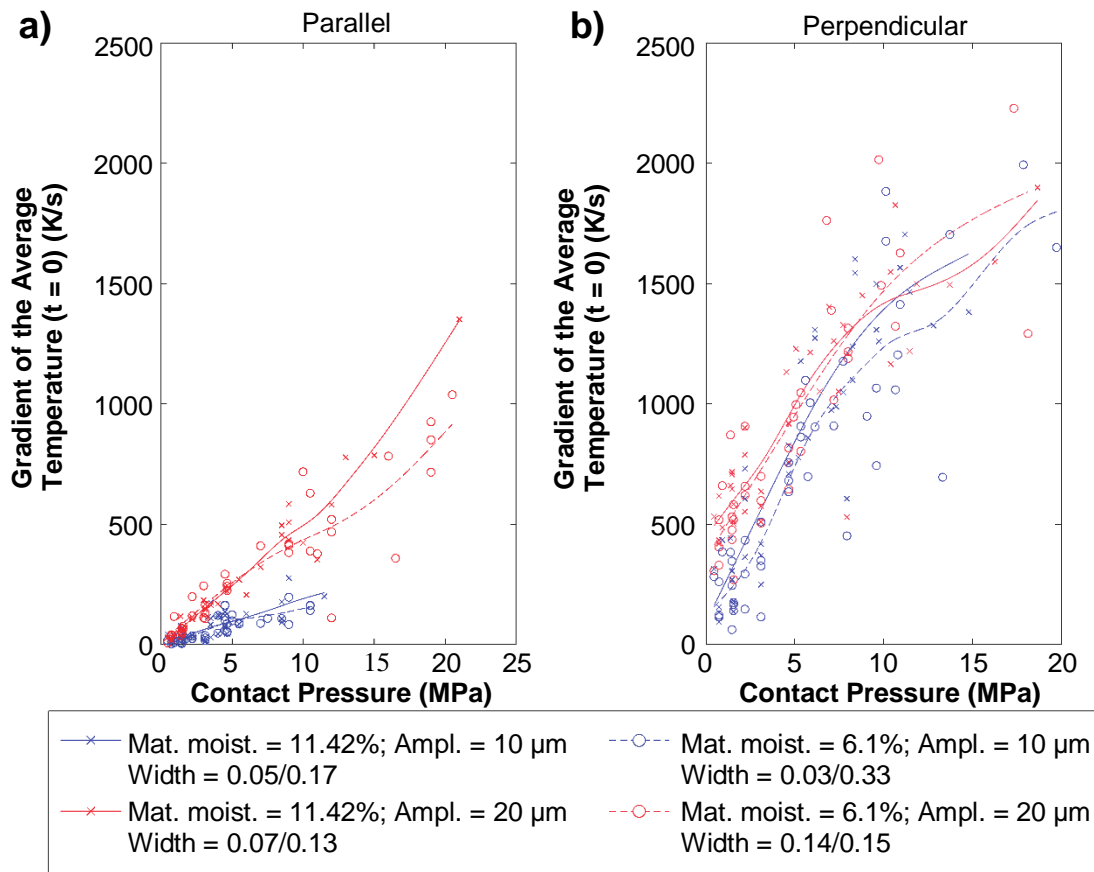 a)
Parallel
b)
Perpendicular
2500
2000
1500
1000
500
0
Gradient of the Average
Temperature (t = 0) (K/s)
0 5 10 15 20 25
Contact Pressure (MPa)
2500
2000
1500
1000
500
0
Gradient of the Average
Temperature (t = 0) (K/s)
0 5 10 15 20
Contact Pressure (MPa)
Mat. moist. = 11.42%; Ampl. = 10 µm
Width = 0.05/0.17
Mat. moist. = 11.42%; Ampl. = 20 µm
Width = 0.07/0.13
Mat. moist. = 6.1%; Ampl. = 10 µm
Width = 0.03/0.33
Mat. moist. = 6.1%; Ampl. = 20 µm
Width = 0.14/0.15